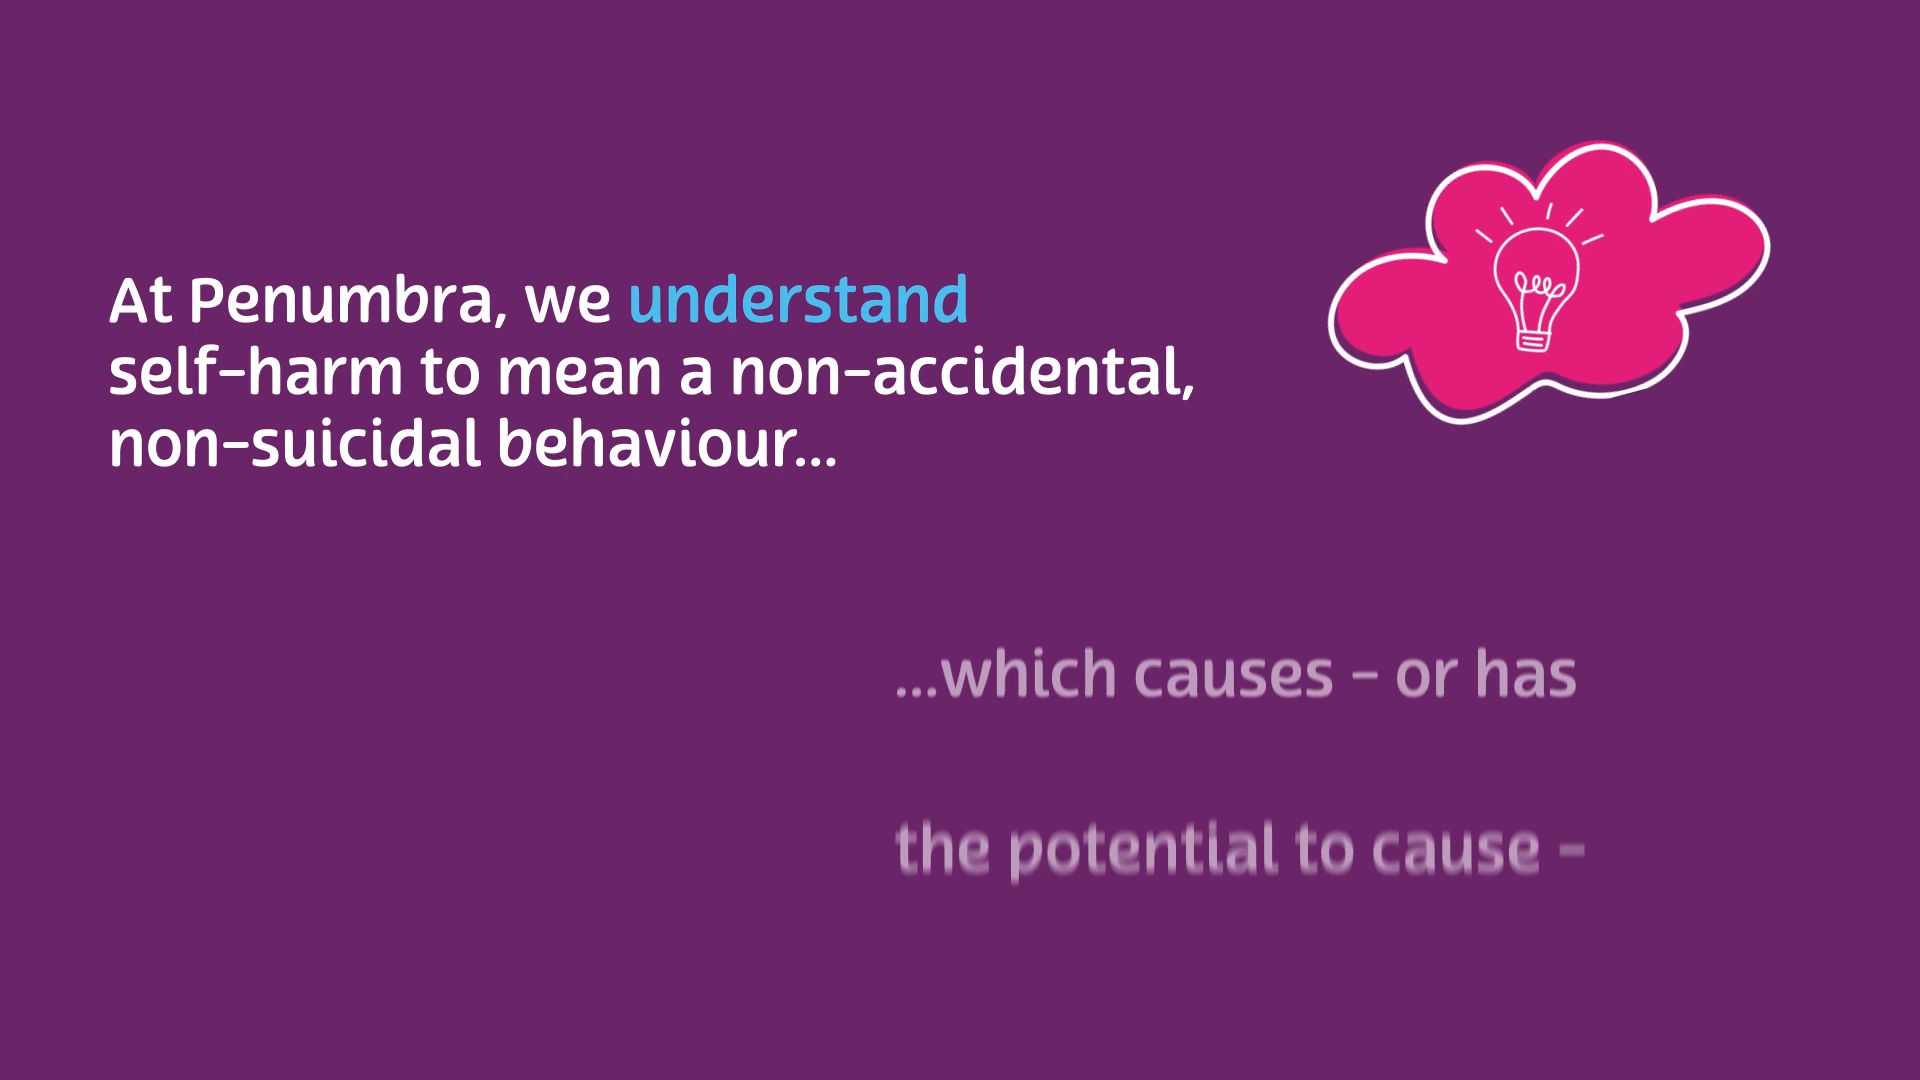 At Penumbra, we understand
self-harm to mean a non-accidental,
non-suicidal behaviour...
...which causes - or has
the potential to cause -